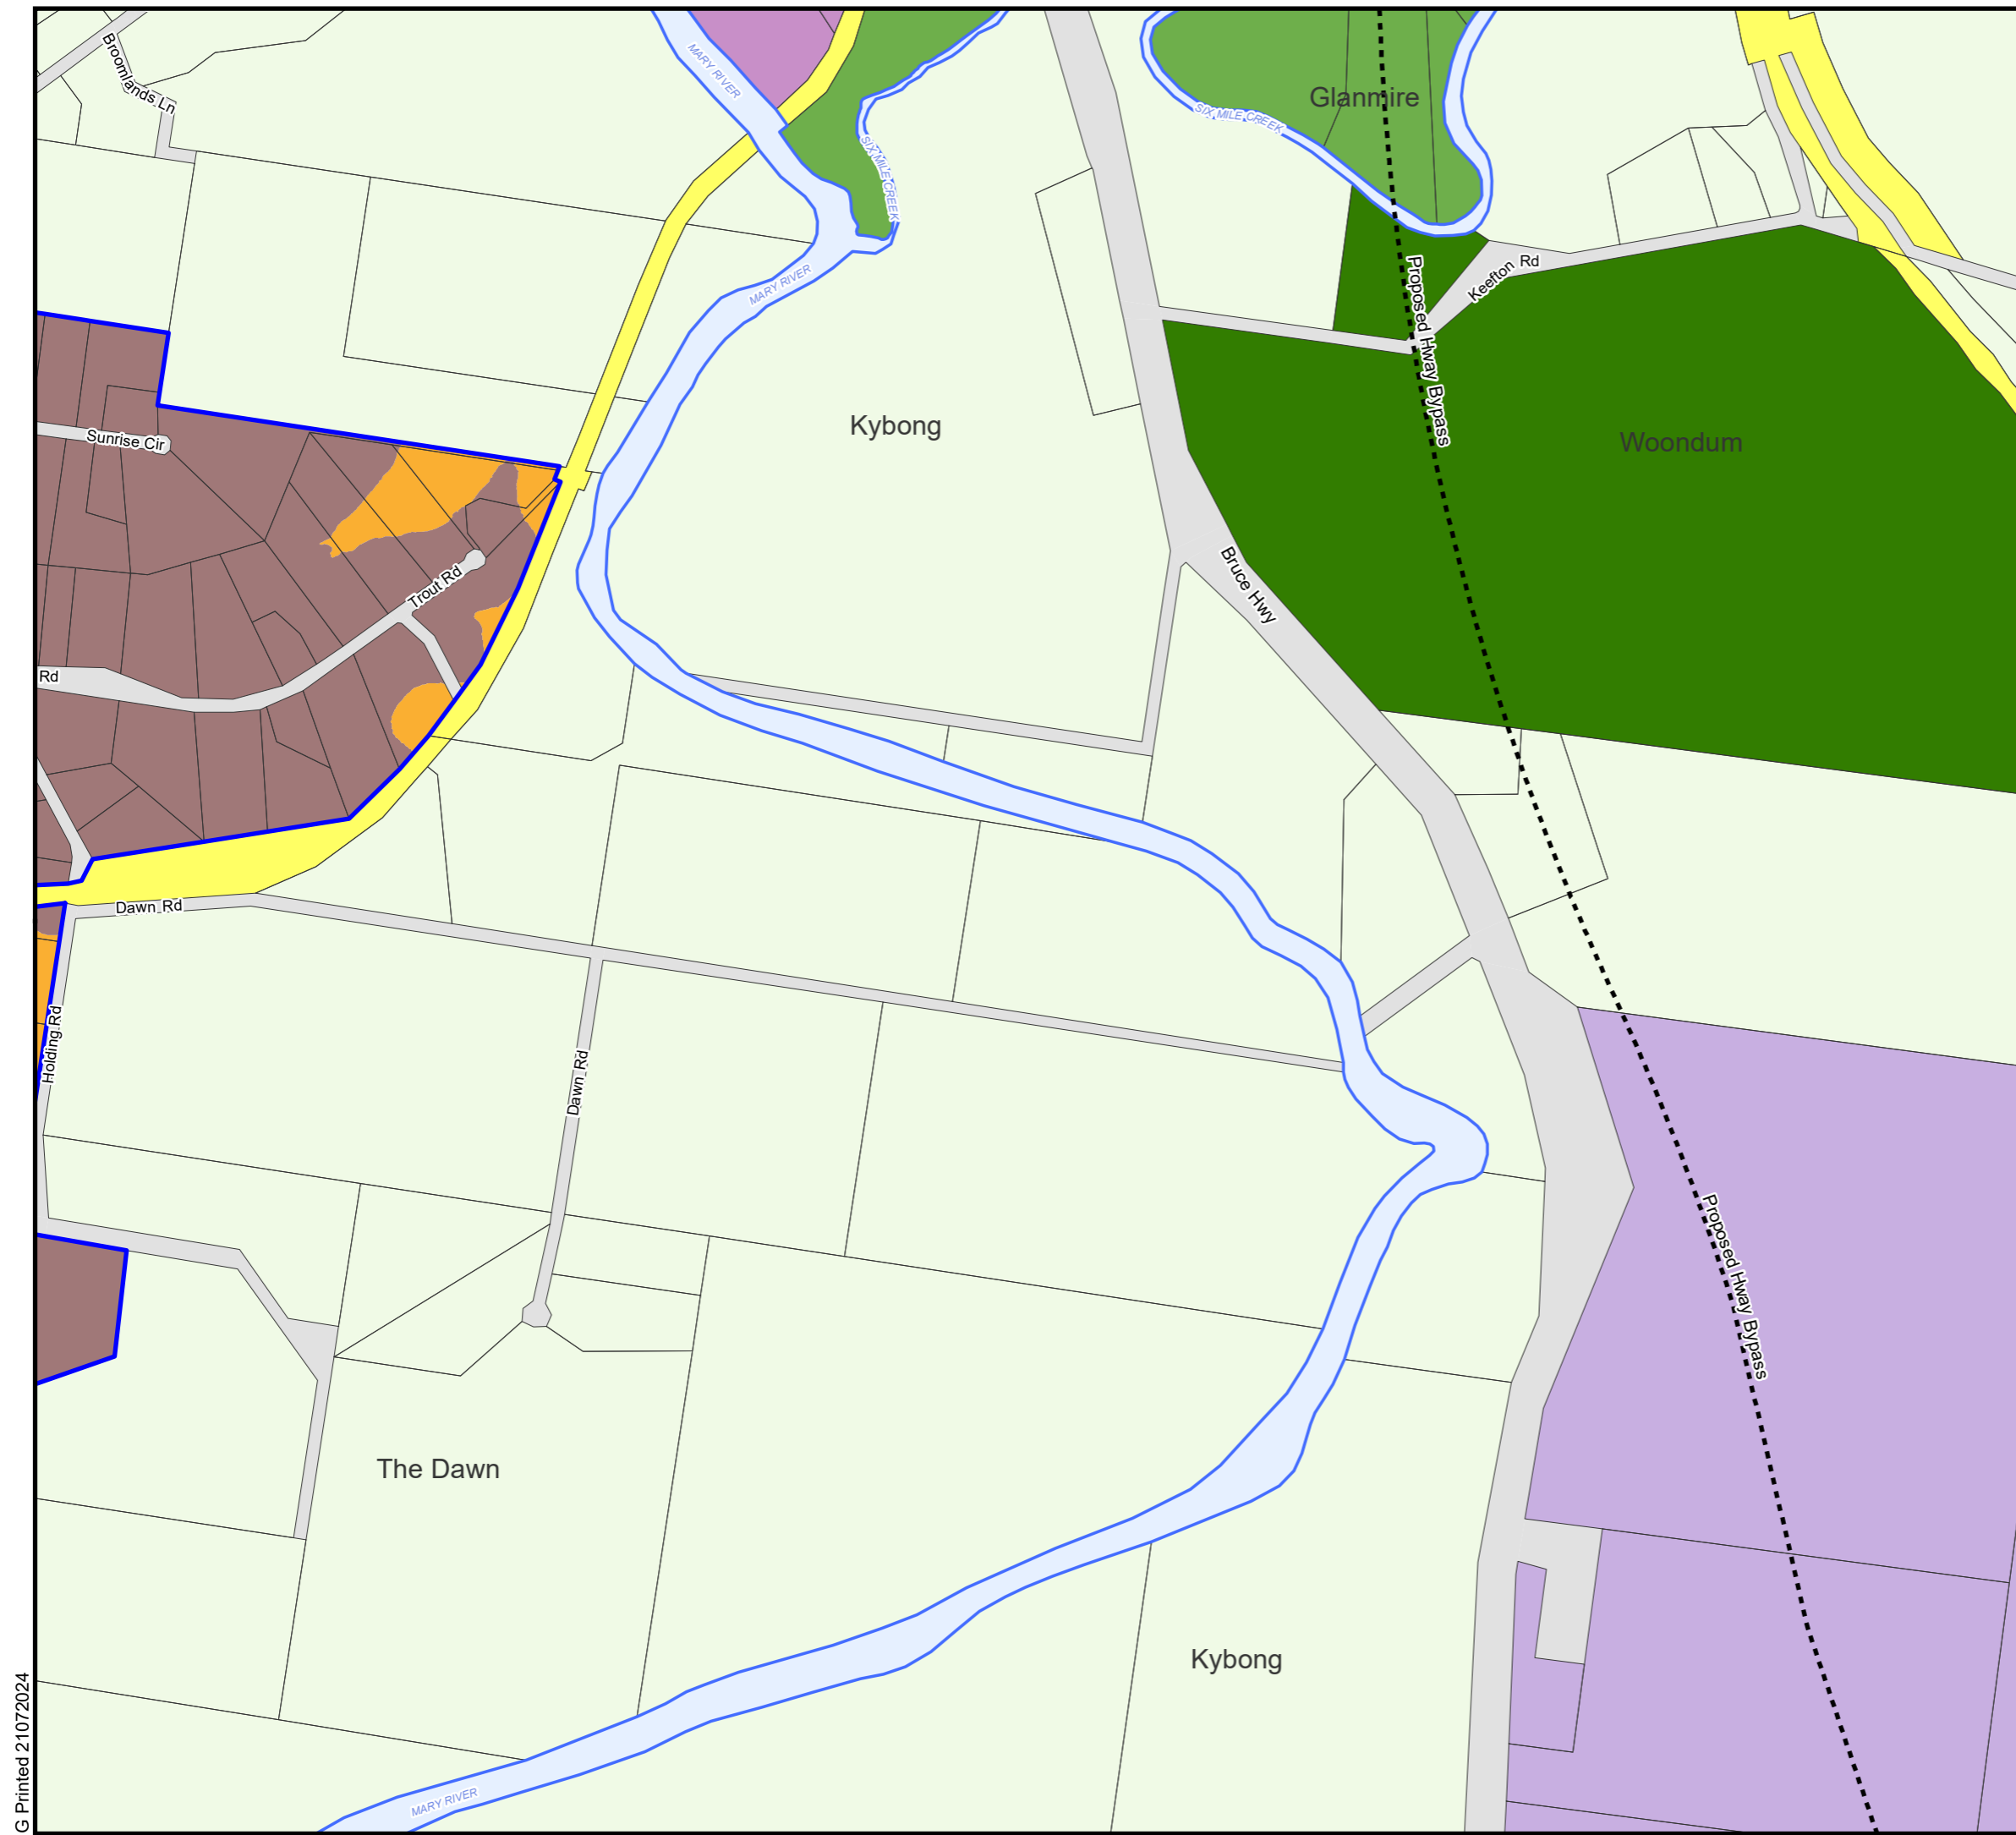 Broomlands Ln
MARY RIVER
SIX MILE CREEK
SIX MILE CREEK
Glanmire
MARY RIVER
Keefton Rd
Proposed Hway Bypass
Kybong
Woondum
Sunrise Cir
Trout Rd
Bruce Hwy
Rd
Dawn Rd
Holding Rd
Dawn Rd
Proposed Hway Bypass
The Dawn
Kybong
MARY RIVER
G Printed 21072024